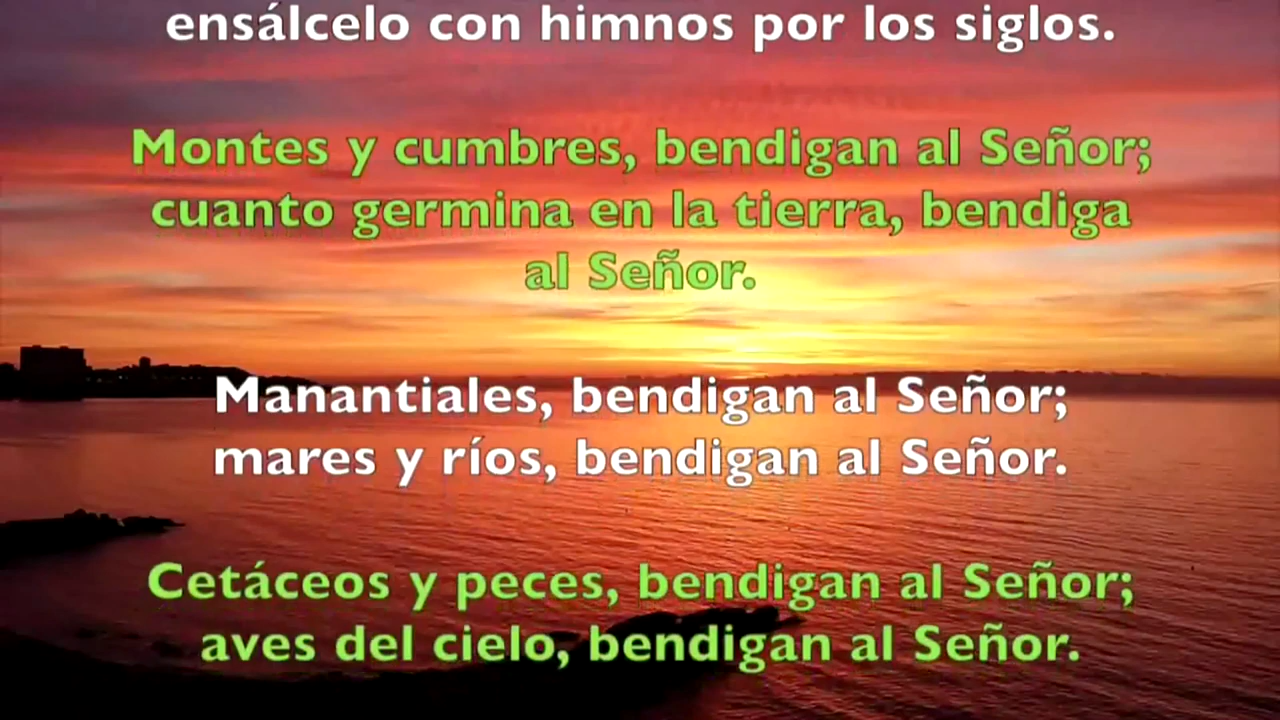 ensálcelo con himnos por los siglos.
Montes y cumbres, bendigan al Señor;
cuanto germina en la tierra, bendiga
al Señor.
Manantiales, bendigan al Señor;
mares y ríos, bendigan al Señor.
Cetáceos y peces, bendigan al Señor;
aves del cielo, bendigan al Señor.